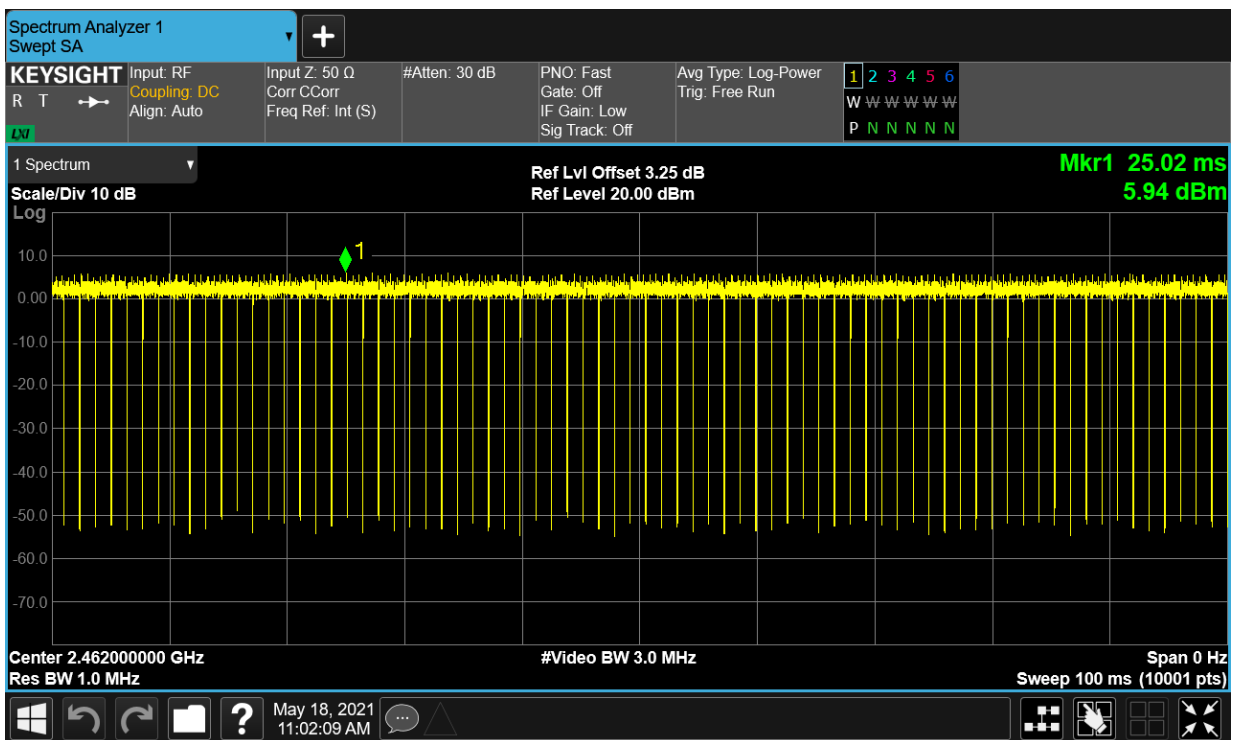 Spectrum Analyzer 1
Swept SA
KEYSIGHT
R T
LXI
Input: RF
Coupling: DC
Align: Auto
Input Z: 50 Ω
Corr CCorr
Freq Ref: Int (S)
#Atten: 30 dB
PNO: Fast
Gate: Off
IF Gain: Low
Sig Track: Off
Avg Type: Log-Power
Trig: Free Run
1 2 3 4 5 6
W W W W W W
P N N N N N
1 Spectrum
Scale/Div 10 dB
Log
Ref Lvl Offset 3.25 dB
Ref Level 20.00 dBm
Mkr1 25.02 ms
5.94 dBm
1
10.0
0.00
-10.0
-20.0
-30.0
-40.0
-50.0
-60.0
-70.0
Center 2.462000000 GHz
Res BW 1.0 MHz
#Video BW 3.0 MHz
Span 0 Hz
Sweep 100 ms (10001 pts)
?
May 18, 2021
11:02:09 AM